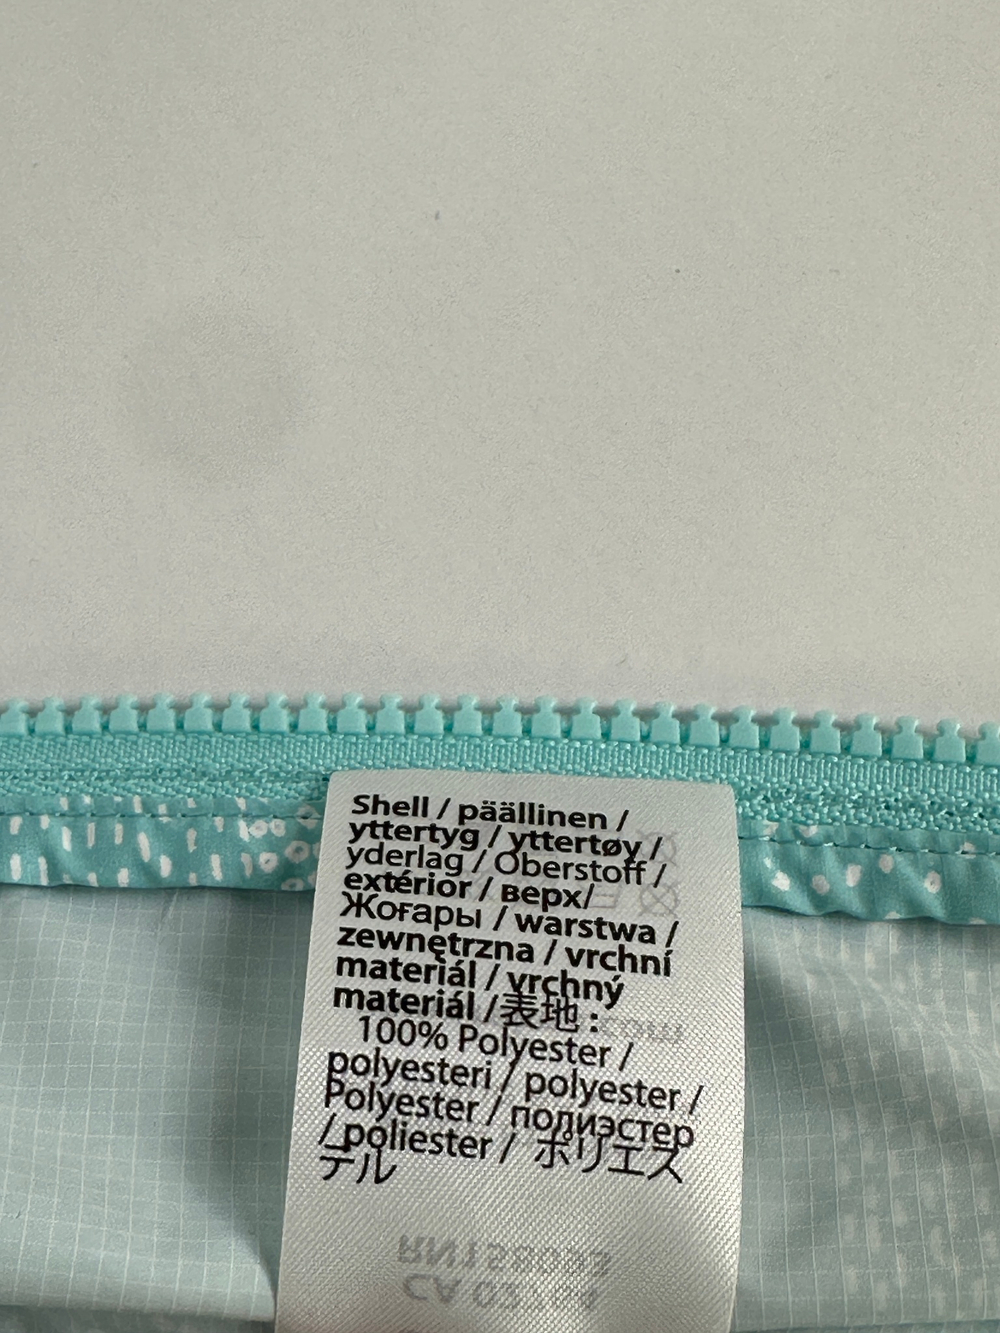 Shell / päällinen /
yttertyg / yttertøy /
yderlag / Oberstoff /
extérior / верх/
Жоғары / warstwa /
zewnętrzna / vrchní
materiál / vrchný
materiál /表地 :
100% Polyester /
polyesteri / polyester /
Polyester / полиэстер
/ poliester / ポリエス
テル